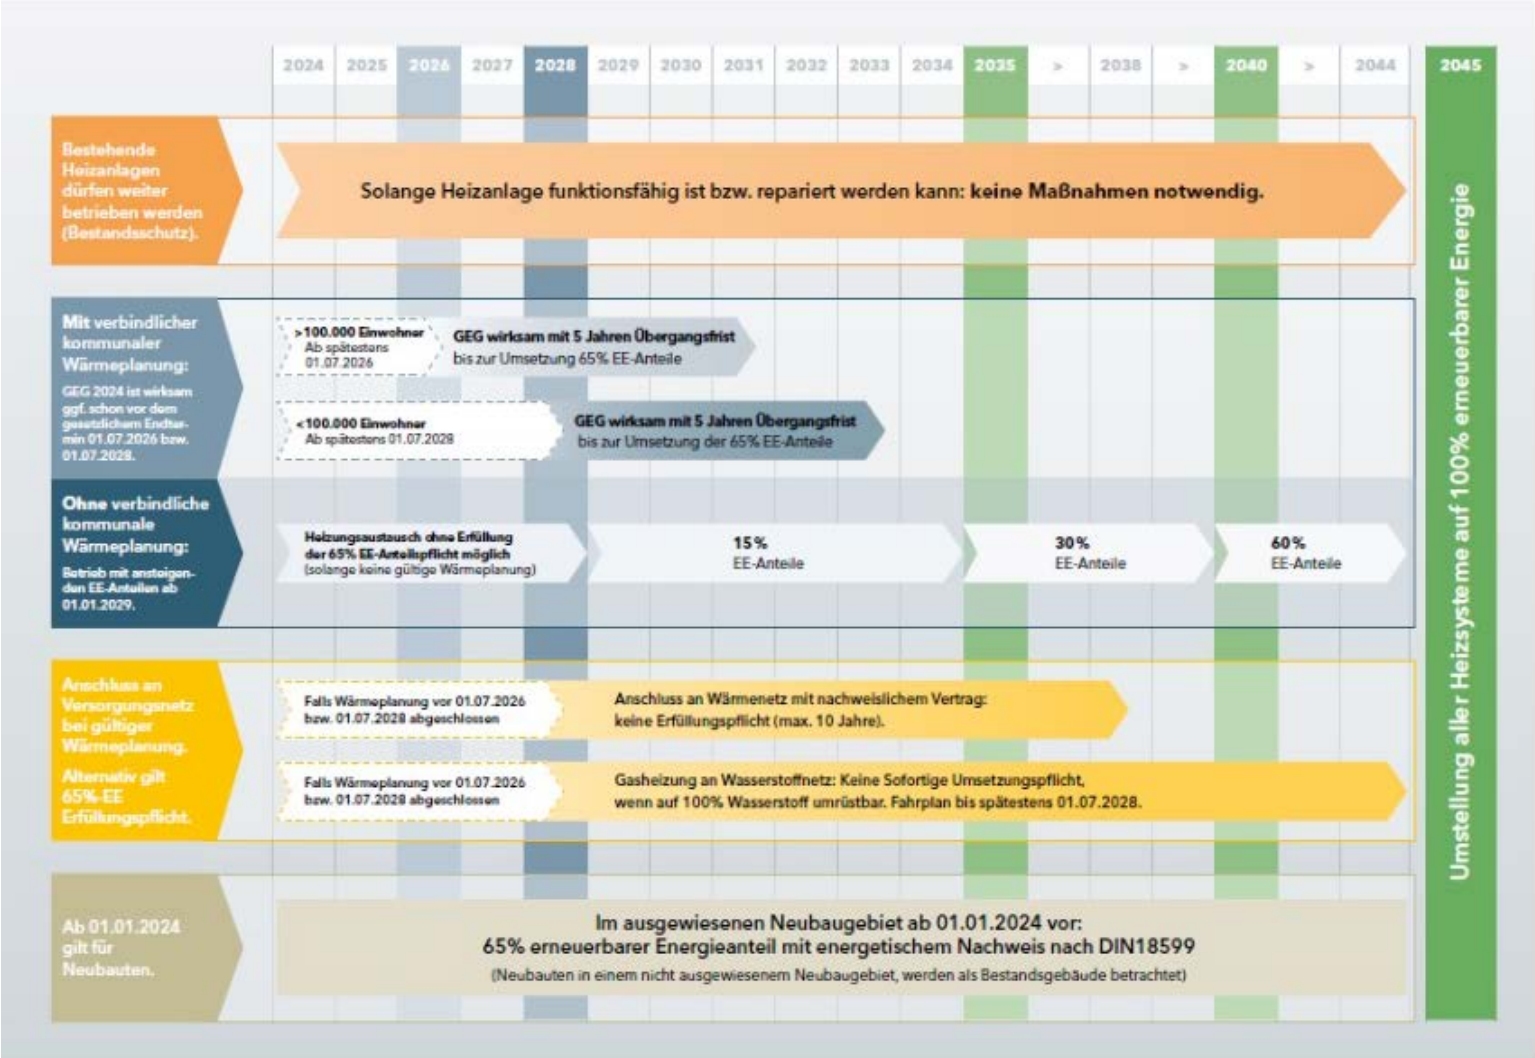 2024 2025 2026 2027 2028 2029 2030 2031 2032 2033 2034 2035 > 2038 > 2040 > 2044 2045
Bestehende
Heizanlagen
dürfen weiter
betrieben werden
(Bestandsschutz).
Solange Heizanlage funktionsfähig ist bzw. repariert werden kann: keine Maßnahmen notwendig.
Mit verbindlicher
kommunaler
Wärmeplanung:
GEG 2024 ist wirksam
ggf. schon vor dem
gesetzlichem Endter-
min 01.07.2026 bzw.
01.07.2028.
>100.000 Einwohner
Ab spätestens
01.07.2026
GEG wirksam mit 5 Jahren Übergangsfrist
bis zur Umsetzung 65% EE-Anteile
<100.000 Einwohner
Ab spätestens 01.07.2028
GEG wirksam mit 5 Jahren Übergangsfrist
bis zur Umsetzung der 65% EE-Anteile
Ohne verbindliche
kommunale
Wärmeplanung:
Betrieb mit ansteigen-
den EE-Anteilen ab
01.01.2029.
Heizungsaustausch ohne Erfüllung
der 65% EE-Anteilspflicht möglich
(solange keine gültige Wärmeplanung)
15%
EE-Anteile
30%
EE-Anteile
60%
EE-Anteile
Anschluss an
Versorgungsnetz
bei gültiger
Wärmeplanung.
Alternativ gilt
65%-EE
Erfüllungspflicht.
Falls Wärmeplanung vor 01.07.2026
bzw. 01.07.2028 abgeschlossen
Anschluss an Wärmenetz mit nachweislichem Vertrag:
keine Erfüllungspflicht (max. 10 Jahre).
Falls Wärmeplanung vor 01.07.2026
bzw. 01.07.2028 abgeschlossen
Gasheizung an Wasserstoffnetz: Keine Sofortige Umsetzungspflicht,
wenn auf 100% Wasserstoff umrüstbar. Fahrplan bis spätestens 01.07.2028.
Ab 01.01.2024
gilt für
Neubauten.
Im ausgewiesenen Neubaugebiet ab 01.01.2024 vor:
65% erneuerbarer Energieanteil mit energetischem Nachweis nach DIN18599
(Neubauten in einem nicht ausgewiesenem Neubaugebiet, werden als Bestandsgebäude betrachtet)
Umstellung aller Heizsysteme auf 100% erneuerbarer Energie